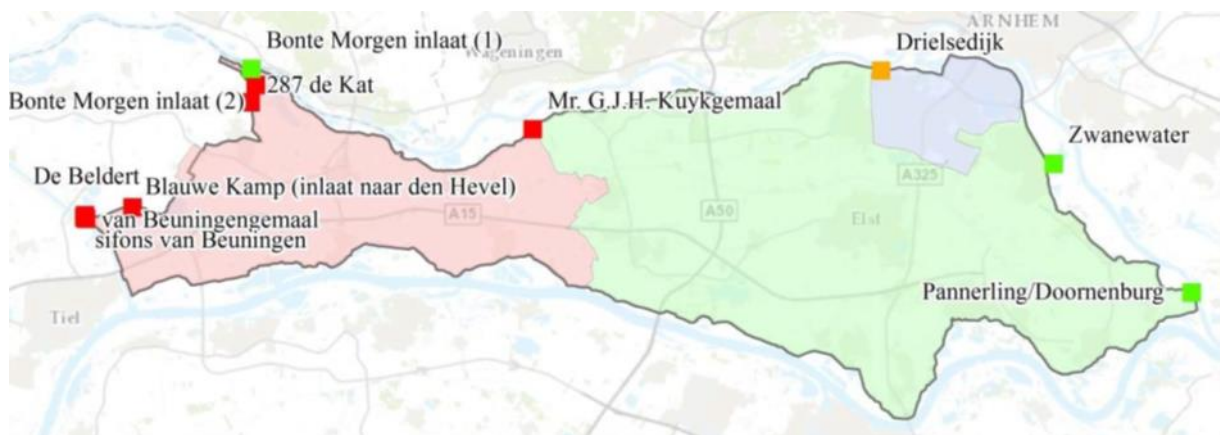 ARNHEM
Bonte Morgen inlaat (1)
Drielsedijk
Wageningen
287 de Kat
Bonte Morgen inlaat (2)
Mr. G.J.H. Kuykgemaal
Zwanewater
De Beldert
A325
Blauwe Kamp (inlaat naar den Hevel)
A15
A50
Elst
van Beuningengemaal
sifons van Beuningen
Pannerling/Doornenburg
Tiel